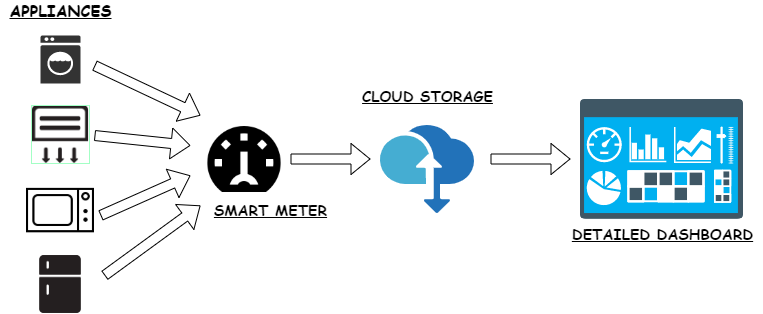 APPLIANCES
CLOUD STORAGE
SMART METER
DETAILED DASHBOARD